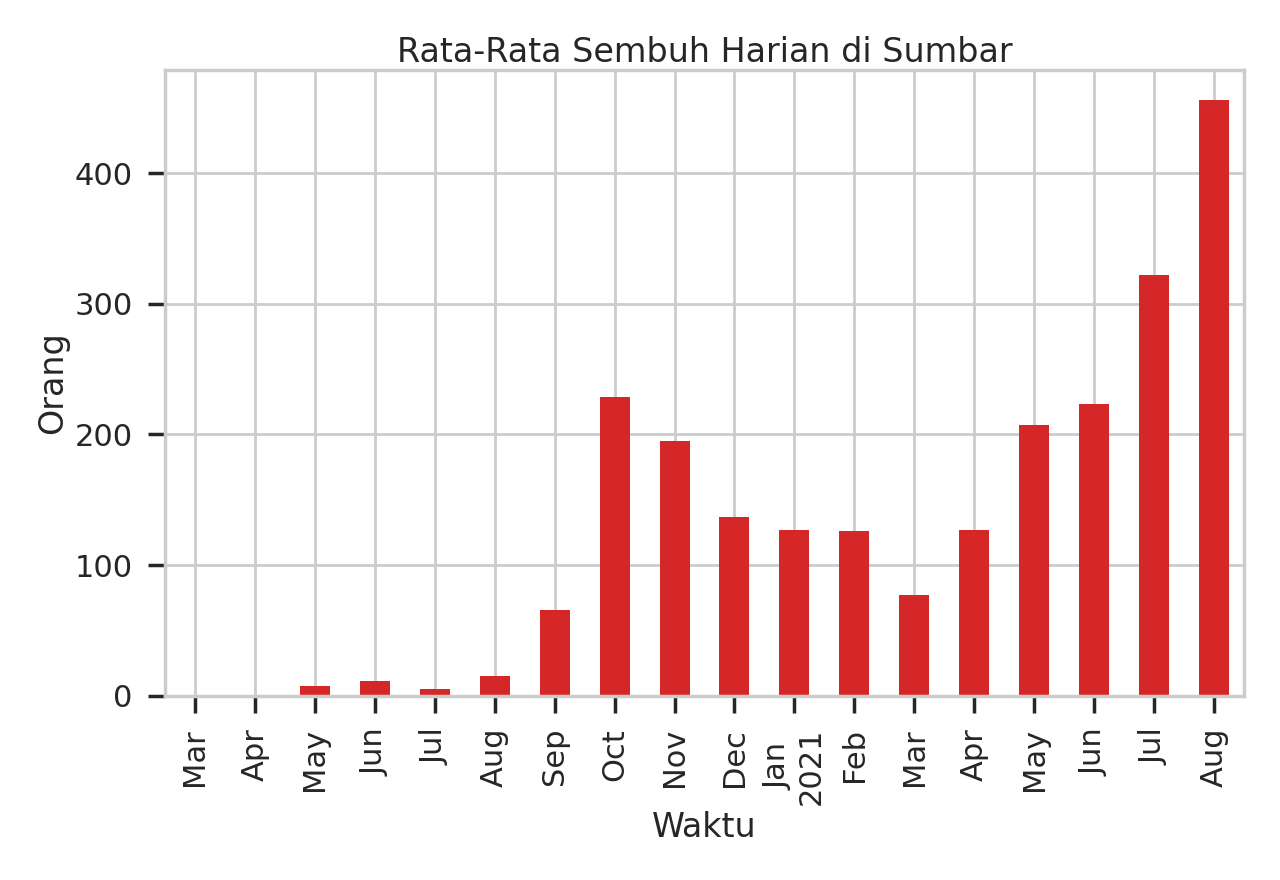 Rata-Rata Sembuh Harian di Sumbar
Orang
400
300
200
100
0
Mar
Apr
May
Jun
Jul
Aug
Sep
Oct
Nov
Dec
Jan
2021
Feb
Mar
Apr
May
Jun
Jul
Aug
Waktu